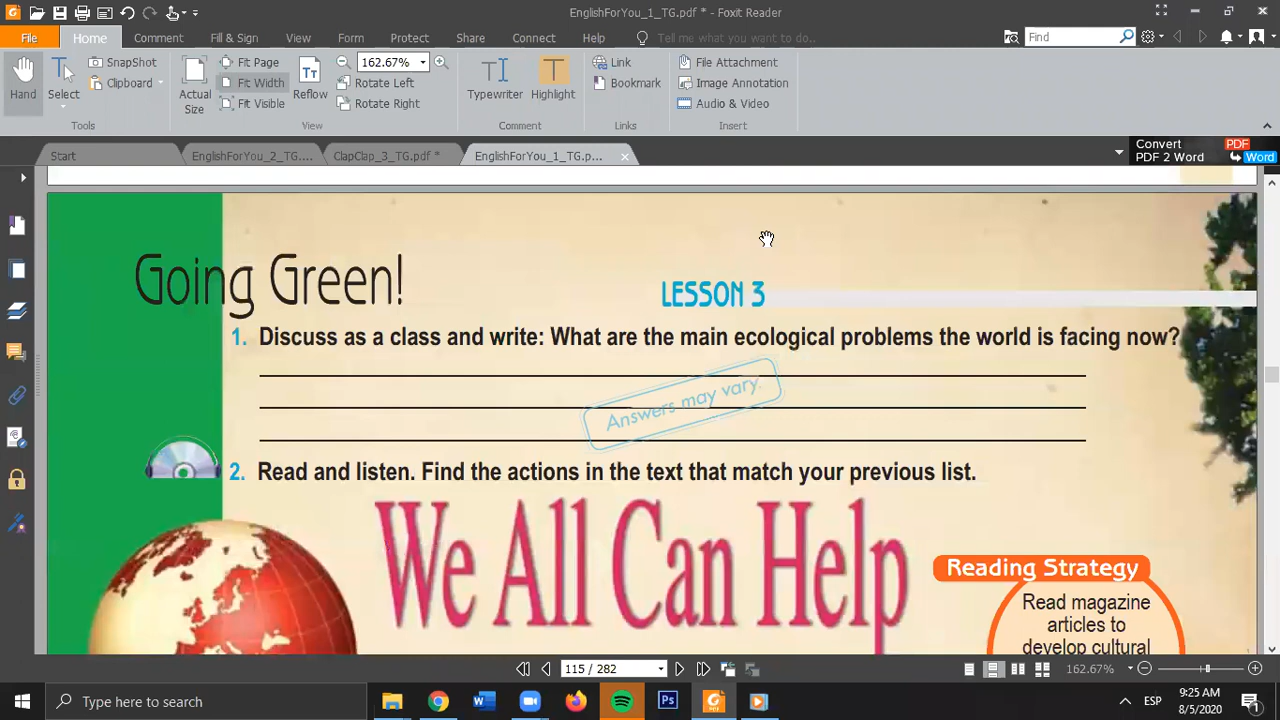 EnglishForYou_1_TG.pdf * - Foxit Reader
File Home Comment Fill & Sign View Form Protect Share Connect Help Tell me what you want to do... Find
Hand
Select
SnapShot
Clipboard
Tools
Actual Size
Fit Page
Fit Width
Fit Visible
Reflow
162.67%
Rotate Left
Rotate Right
View
Typewriter
Highlight
Comment
Link
Bookmark
Links
File Attachment
Image Annotation
Audio & Video
Insert
Start EnglishForYou_2_TG.... ClapClap_3_TG.pdf * EnglishForYou_1_TG.p...
Convert PDF
PDF 2 Word Word
Going Green!
LESSON 3
1. Discuss as a class and write: What are the main ecological problems the world is facing now?
Answers may vary.
2. Read and listen. Find the actions in the text that match your previous list.
We All Can Help
Reading Strategy
Read magazine
articles to
develop cultural
115 / 282 162.67%
Type here to search
Ps
ESP
9:25 AM
8/5/2020
1